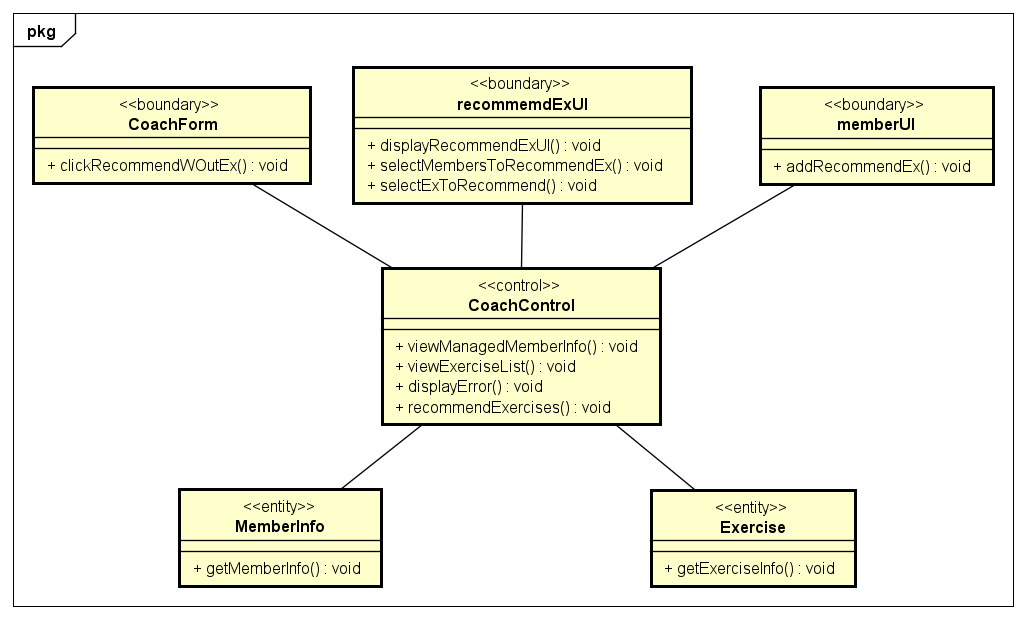 pkg
<<boundary>>
CoachForm
+ clickRecommendWOutEx() : void
<<boundary>>
recommemdExUI
+ displayRecommendExUI() : void
+ selectMembersToRecommendEx() : void
+ selectExToRecommend() : void
<<boundary>>
memberUI
+ addRecommendEx() : void
<<control>>
CoachControl
+ viewManagedMemberInfo() : void
+ viewExerciseList() : void
+ displayError() : void
+ recommendExercises() : void
<<entity>>
MemberInfo
+ getMemberInfo() : void
<<entity>>
Exercise
+ getExerciseInfo() : void